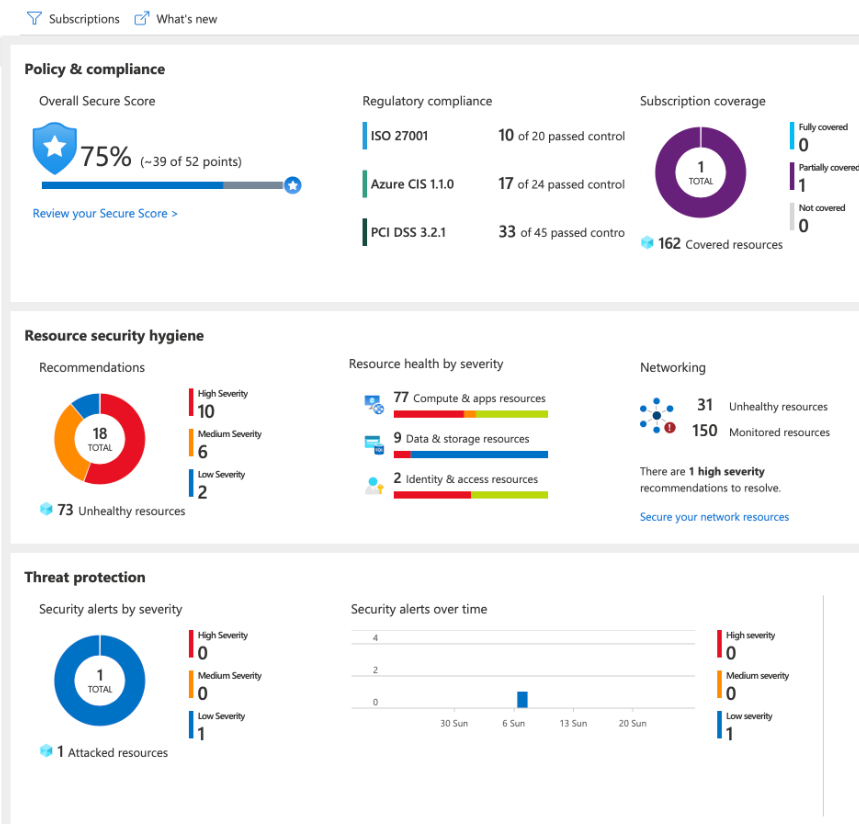 Subscriptions What's new
Policy & compliance
Overall Secure Score
75% (~39 of 52 points)
Review your Secure Score >
Regulatory compliance
ISO 27001 10 of 20 passed control
Azure CIS 1.1.0 17 of 24 passed control
PCI DSS 3.2.1 33 of 45 passed contro
Subscription coverage
1
TOTAL
Fully covered
0
Partially covered
1
Not covered
0
162 Covered resources
Resource security hygiene
Recommendations
18
TOTAL
High Severity
10
Medium Severity
6
Low Severity
2
73 Unhealthy resources
Resource health by severity
77 Compute & apps resources
9 Data & storage resources
SQL
2 Identity & access resources
Networking
31 Unhealthy resources
150 Monitored resources
There are 1 high severity
recommendations to resolve.
Secure your network resources
Threat protection
Security alerts by severity
1
TOTAL
High Severity
0
Medium Severity
0
Low Severity
1
1 Attacked resources
Security alerts over time
4
2
0
30 Sun 6 Sun 13 Sun 20 Sun
High severity
0
Medium severity
0
Low severity
1